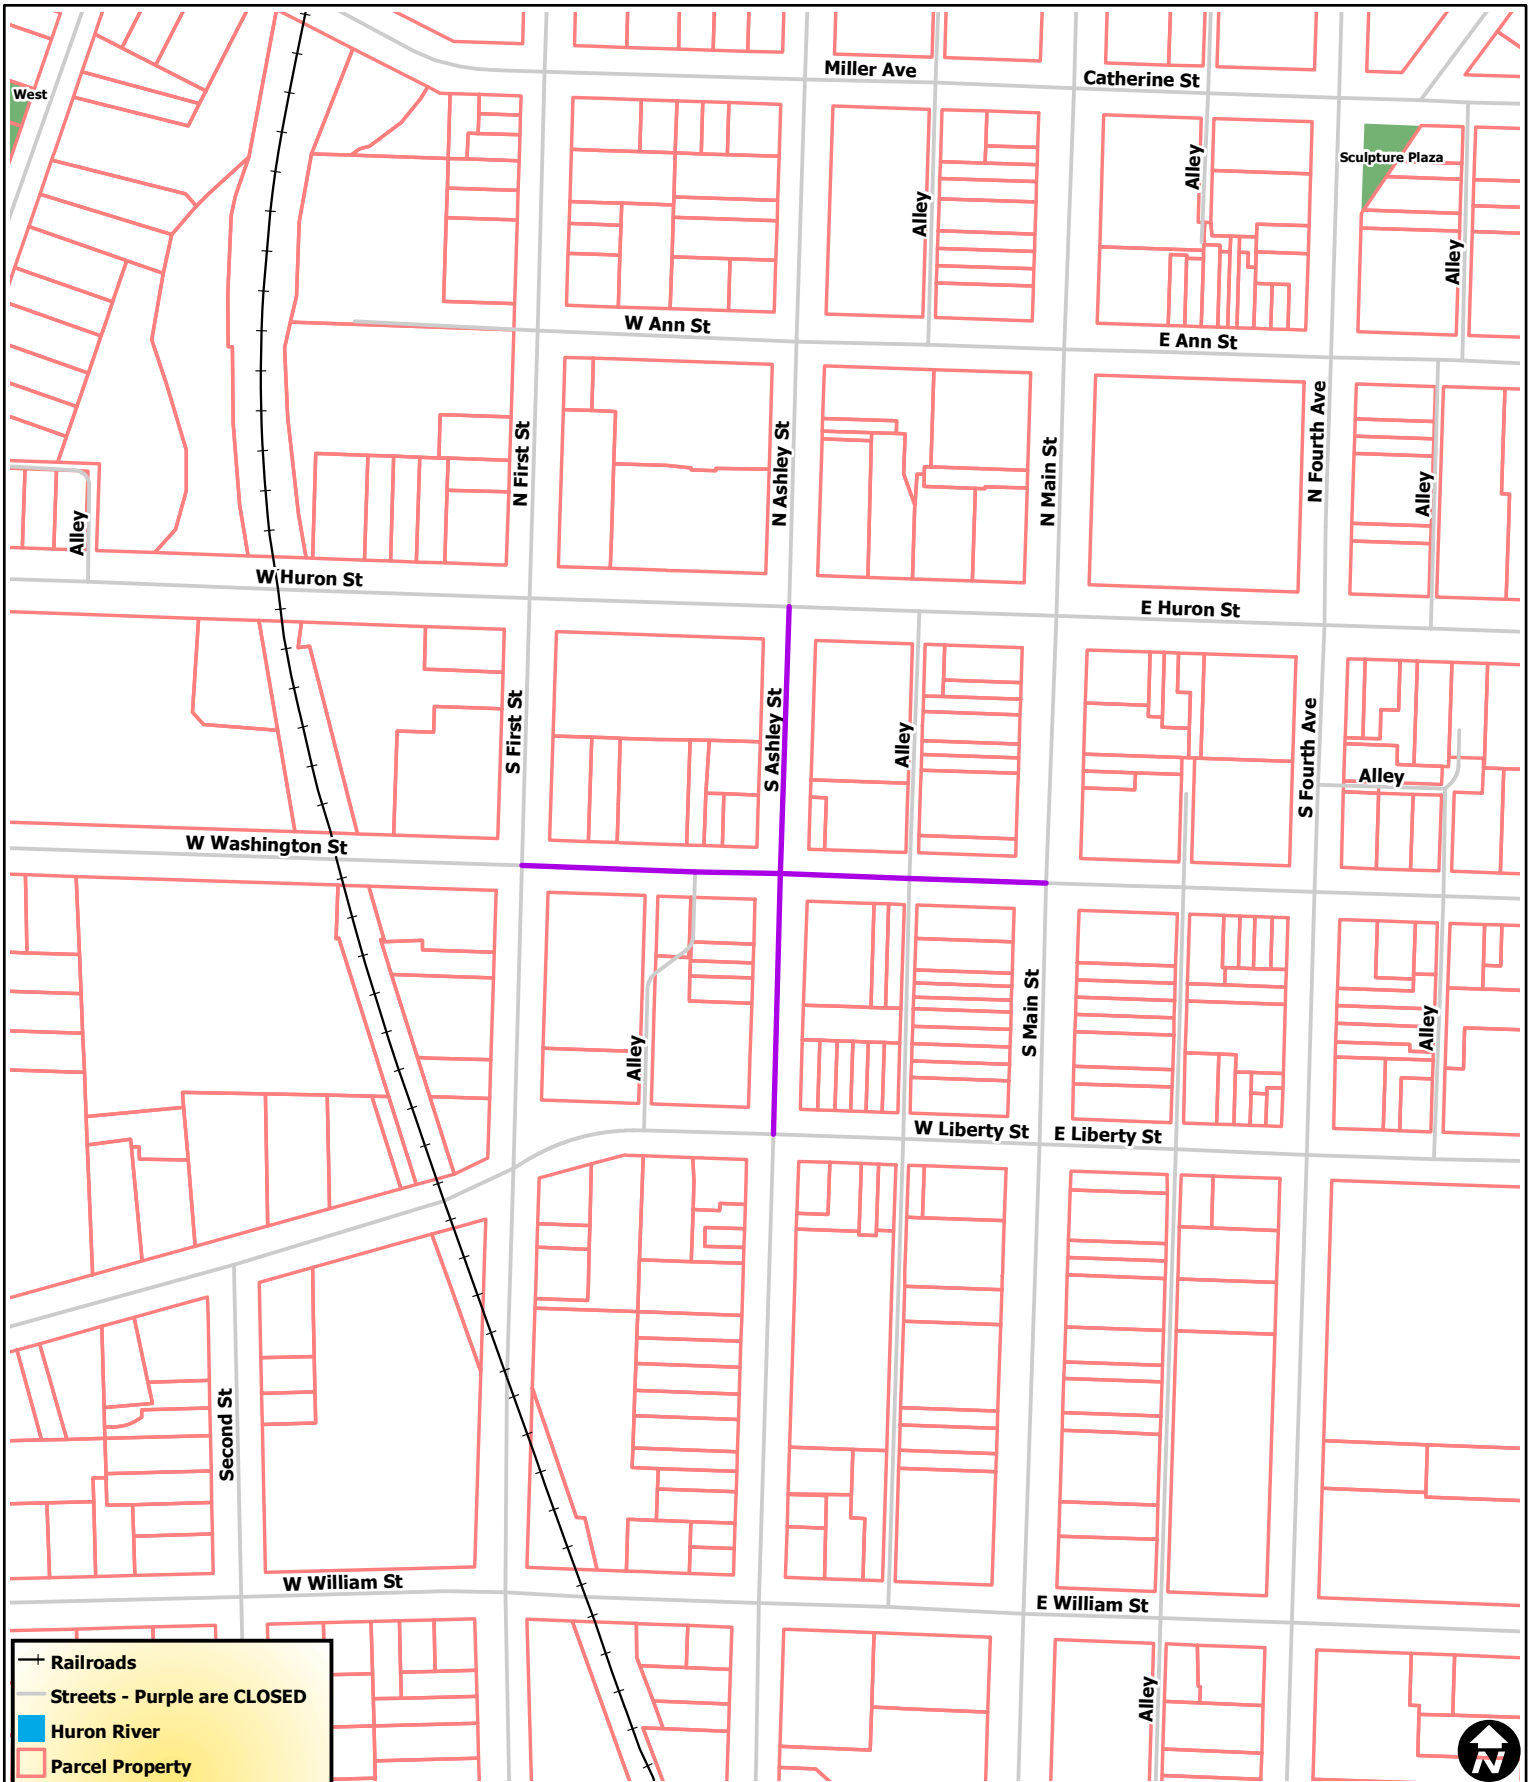 Miller Ave
Catherine St
West
Sculpture Plaza
Alley
Alley
Alley
W Ann St
E Ann St
N First St
N Ashley St
N Main St
N Fourth Ave
Alley
Alley
W Huron St
E Huron St
S First St
S Ashley St
Alley
S Fourth Ave
Alley
W Washington St
Alley
S Main St
Alley
W Liberty St
E Liberty St
Second St
W William St
E William St
Alley
Railroads
Streets - Purple are CLOSED
Huron River
Parcel Property
N